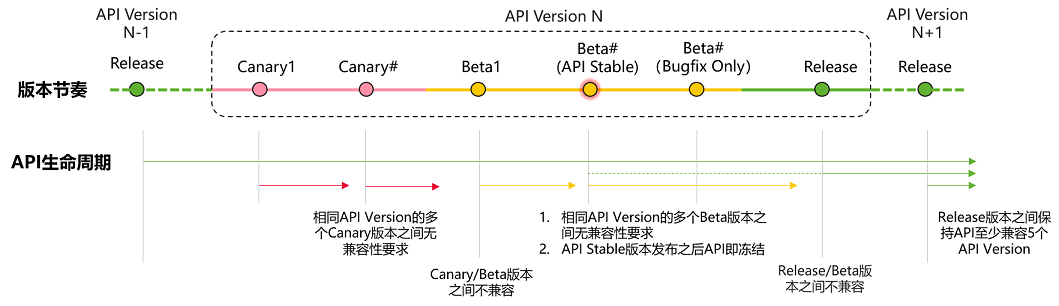 API Version
N-1
API Version N
API Version
N+1
Release
Canary1
Canary#
Beta1
Beta#
(API Stable)
Beta#
(Bugfix Only)
Release
Release
版本节奏
API生命周期
相同API Version的多
个Canary版本之间无
兼容性要求
1. 相同API Version的多个Beta版本之
间无兼容性要求
2. API Stable版本发布之后API即冻结
Release版本之间保
持API至少兼容5个
API Version
Canary/Beta版本
之间不兼容
Release/Beta版
本之间不兼容